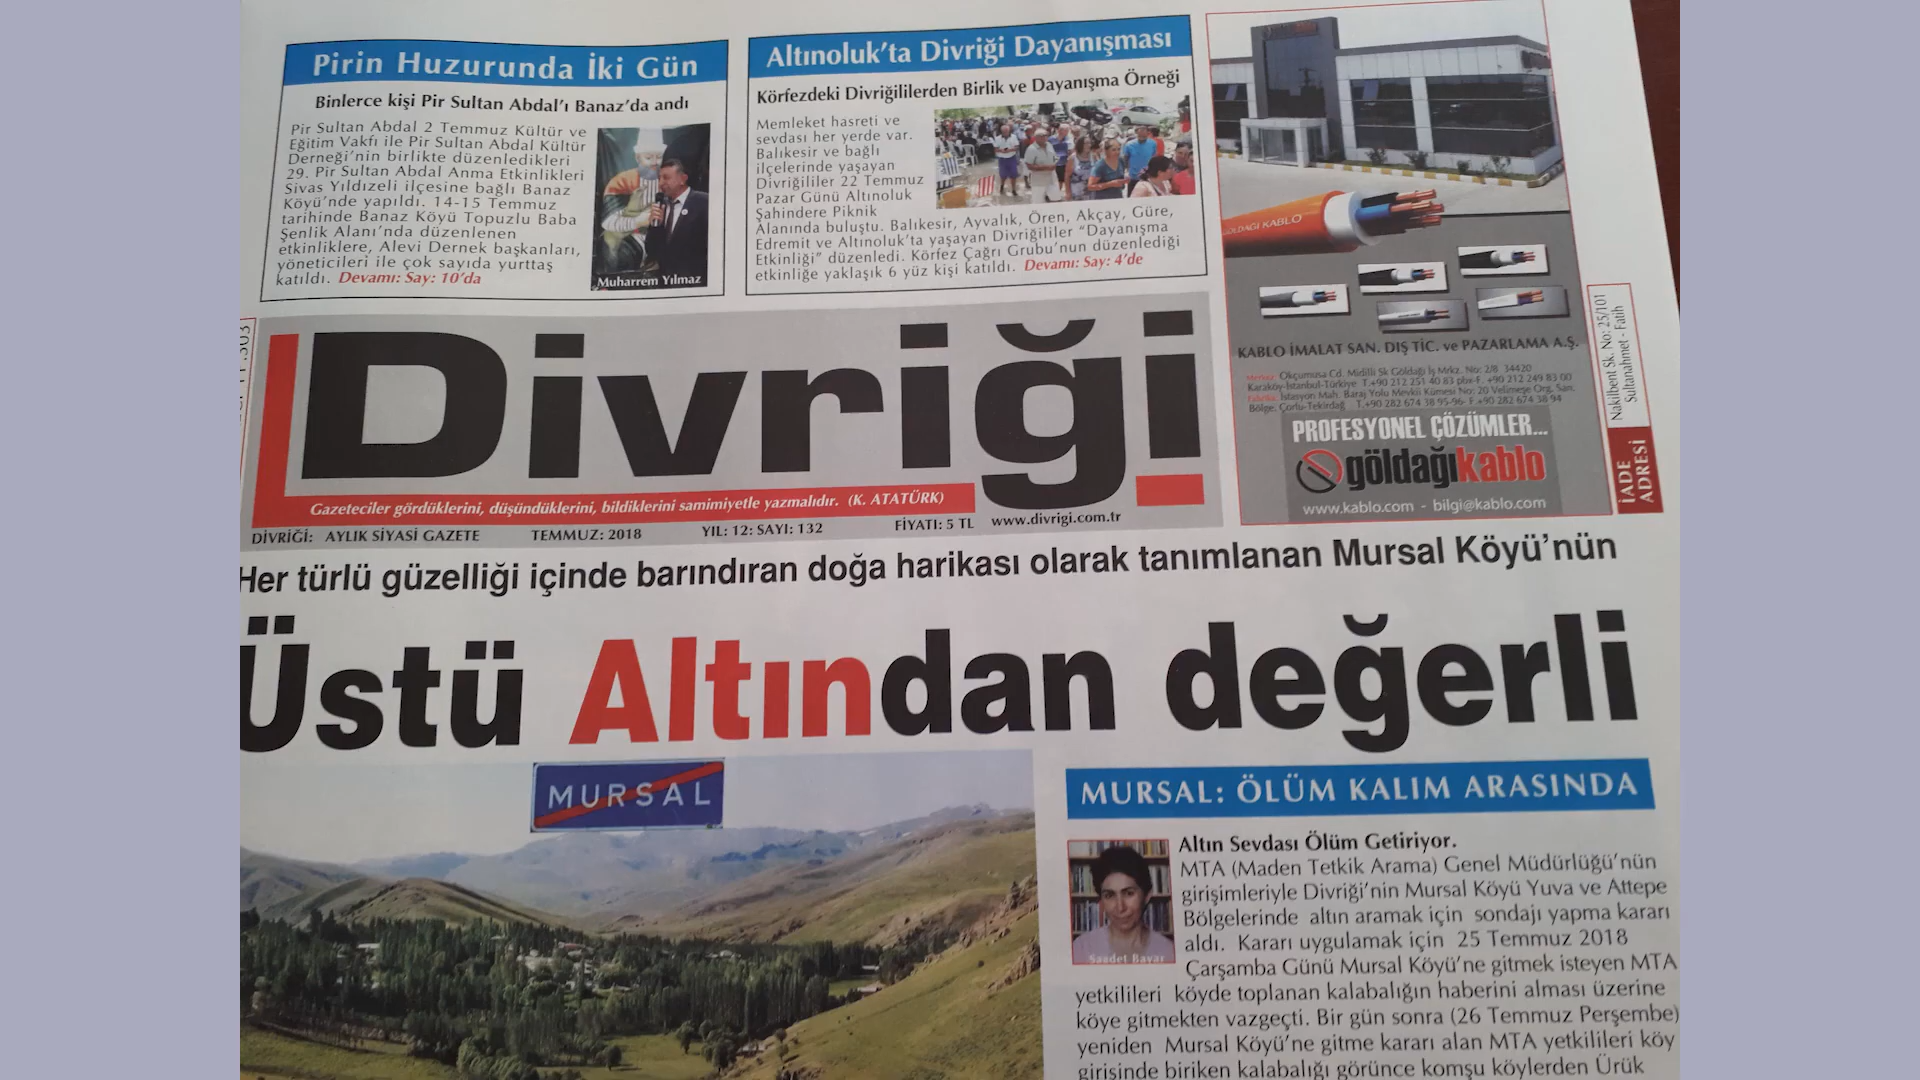 Pirin Huzurunda İki Gün
Binlerce kişi Pir Sultan Abdal'ı Banaz'da andı
Pir Sultan Abdal 2 Temmuz Kültür ve
Eğitim Vakfı ile Pir Sultan Abdal Kültür
Derneği'nin birlikte düzenledikleri
29. Pir Sultan Abdal Anma Etkinlikleri
Sivas Yıldızeli ilçesine bağlı Banaz
Köyü'nde yapıldı. 14-15 Temmuz
tarihinde Banaz Köyü Topuzlu Baba
Şenlik Alanı'nda düzenlenen
etkinliklere, Alevi Dernek başkanları,
yöneticileri ile çok sayıda yurttaş
katıldı. Devamı: Say: 10'da
Muharrem Yılmaz
Altınoluk'ta Divriği Dayanışması
Körfezdeki Divriğililerden Birlik ve Dayanışma Örneği
Memleket hasreti ve
sevdası her yerde var.
Balıkesir ve bağlı
ilçelerinde yaşayan
Divriğililer 22 Temmuz
Pazar Günü Altınoluk
Şahindere Piknik
Alanında buluştu. Balıkesir, Ayvalık, Ören, Akçay, Güre,
Edremit ve Altınoluk'ta yaşayan Divriğililer "Dayanışma
Etkinliği" düzenledi. Körfez Çağrı Grubu'nun düzenlediği
etkinliğe yaklaşık 6 yüz kişi katıldı. Devamı: Say: 4'de
GÖLDAĞI KABLO
KABLO İMALAT SAN. DIŞ TİC. ve PAZARLAMA A.Ş.
Merkez: Okçumusa Cd. Midilli Sk Göldağı İş Mrkz. No: 2/8 34420
Karaköy-İstanbul-Türkiye T.+90 212 251 40 83 pbx-F. +90 212 249 83 00
Fabrika: İstasyon Mah. Baraj Yolu Mevkii Kümesi No: 20 Velimeşe Org. San.
Bölge. Çorlu-Tekirdağ T.+90 282 674 38 95-96- F.+90 282 674 38 94
PROFESYONEL ÇÖZÜMLER...
göldağıkablo
www.kablo.com - bilgi@kablo.com
Nakilbent Sk. No: 25/101
Sultanahmet - Fatih
İADE
ADRESİ
Divriği
Gazeteciler gördüklerini, düşündüklerini, bildiklerini samimiyetle yazmalıdır. (K. ATATÜRK)
DİVRİĞİ: AYLIK SİYASİ GAZETE TEMMUZ: 2018 YIL: 12: SAYI: 132 FİYATI: 5 TL www.divrigi.com.tr
Her türlü güzelliği içinde barındıran doğa harikası olarak tanımlanan Mursal Köyü'nün
Üstü Altından değerli
MURSAL
MURSAL: ÖLÜM KALIM ARASINDA
Altın Sevdası Ölüm Getiriyor.
MTA (Maden Tetkik Arama) Genel Müdürlüğü'nün
girişimleriyle Divriği'nin Mursal Köyü Yuva ve Attepe
Bölgelerinde altın aramak için sondajı yapma kararı
aldı. Kararı uygulamak için 25 Temmuz 2018
Çarşamba Günü Mursal Köyü'ne gitmek isteyen MTA
Saadet Bayar
yetkilileri köyde toplanan kalabalığın haberini alması üzerine
köye gitmekten vazgeçti. Bir gün sonra (26 Temmuz Perşembe)
yeniden Mursal Köyü'ne gitme kararı alan MTA yetkilileri köy
girişinde biriken kalabalığı görünce komşu köylerden Ürük